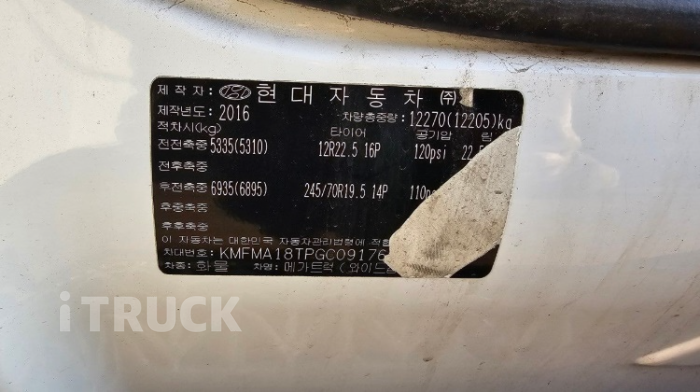 제 작 자: 현대자동차 ㈜
제작년도: 2016 차량총중량: 12270(12205)kg
적차시(kg) 타이어 공기압 림
전전축중 5335(5310) 12R22.5 16P 120psi 22.5
전후축중
후전축중 6935(6895) 245/70R19.5 14P 110
후중축중
후후축중
이 자동차는 대한민국 자동차관리법령에 적
차대번호: KMFMA18TPGC09176
차종: 화물 차명: 메가트럭 (와이드
iTRUCK